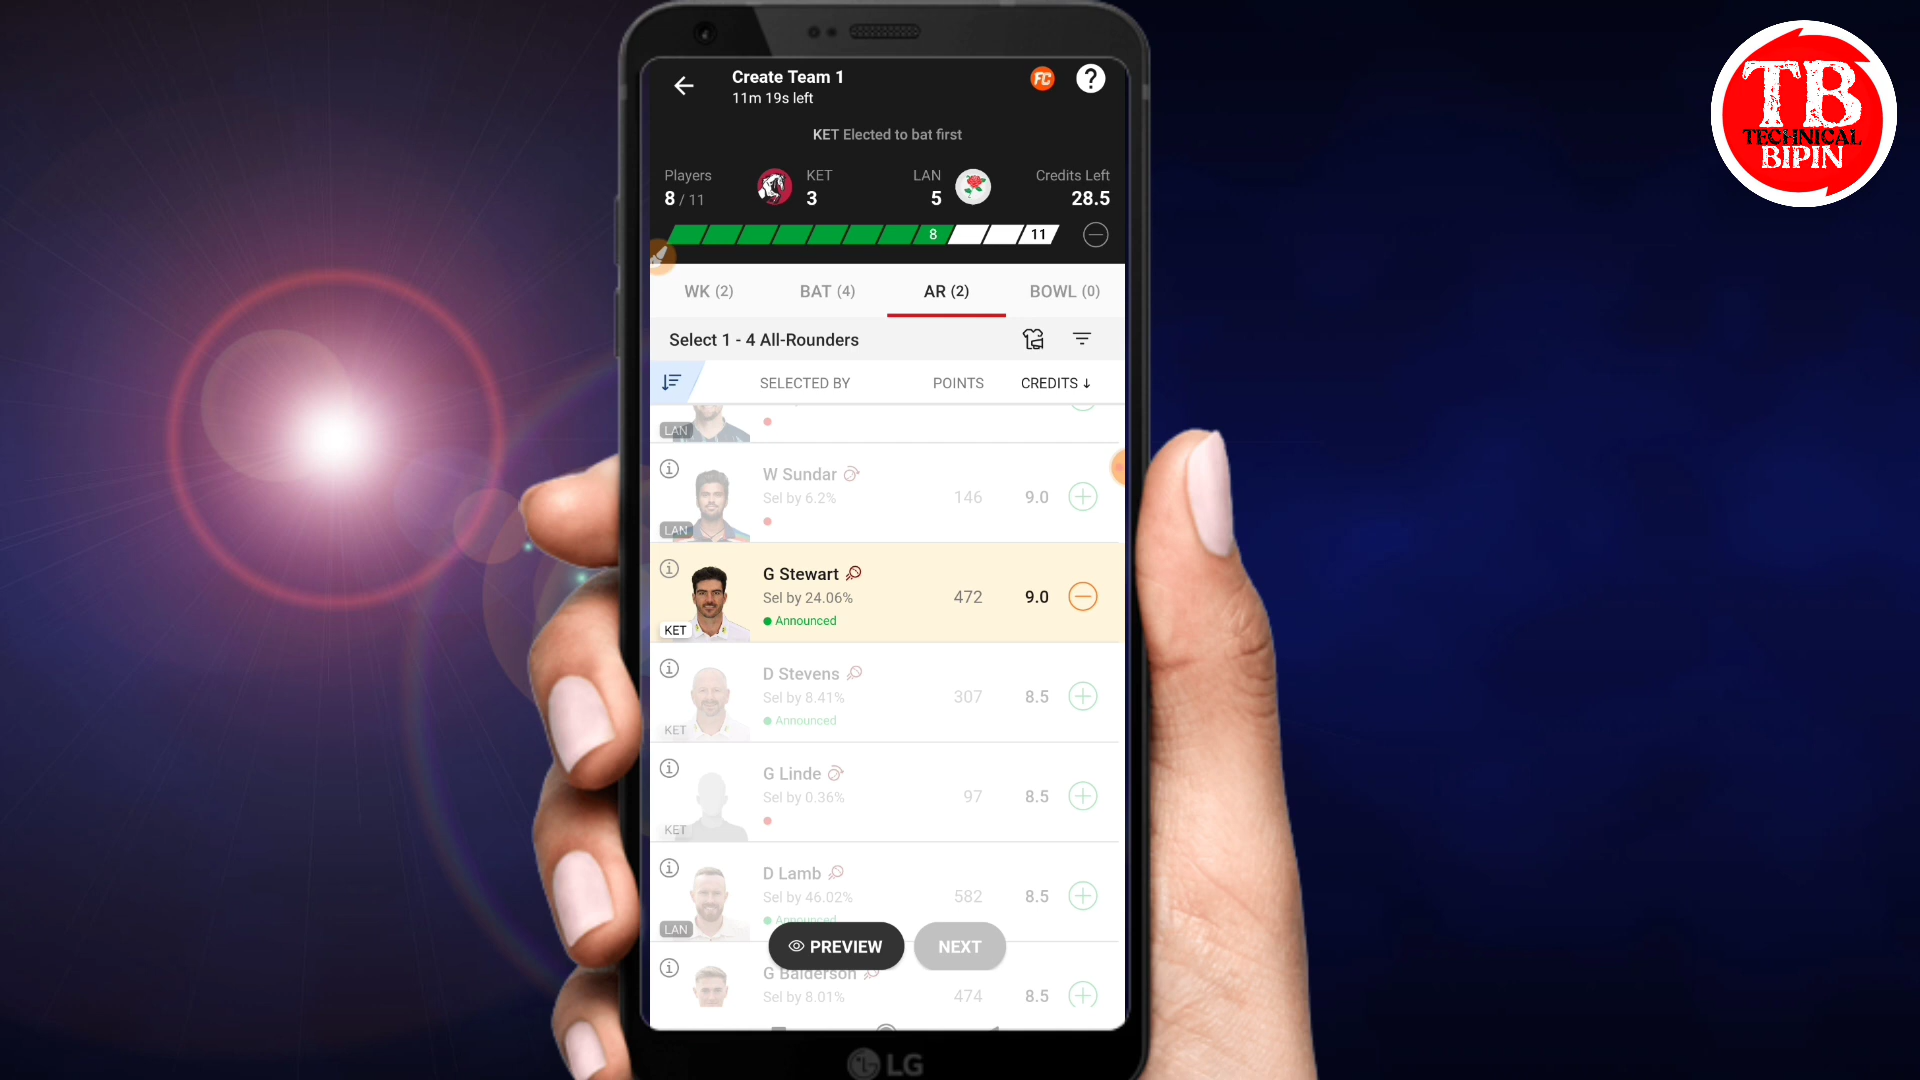 Create Team 1
11m 19s left
FC
?
KET Elected to bat first
Players
8 / 11
KET
3
LAN
5
Credits Left
28.5
8
11
WK (2)
BAT (4)
AR (2)
BOWL (0)
Select 1 - 4 All-Rounders
SELECTED BY
POINTS
CREDITS ↓
LAN
W Sundar
Sel by 6.2%
146
9.0
LAN
G Stewart
Sel by 24.06%
472
9.0
Announced
KET
D Stevens
Sel by 8.41%
307
8.5
Announced
KET
G Linde
Sel by 0.36%
97
8.5
KET
D Lamb
Sel by 46.02%
582
8.5
Announced
LAN
PREVIEW
NEXT
G Balderson
Sel by 8.01%
474
8.5
LG
TB
TECHNICAL
BIPIN